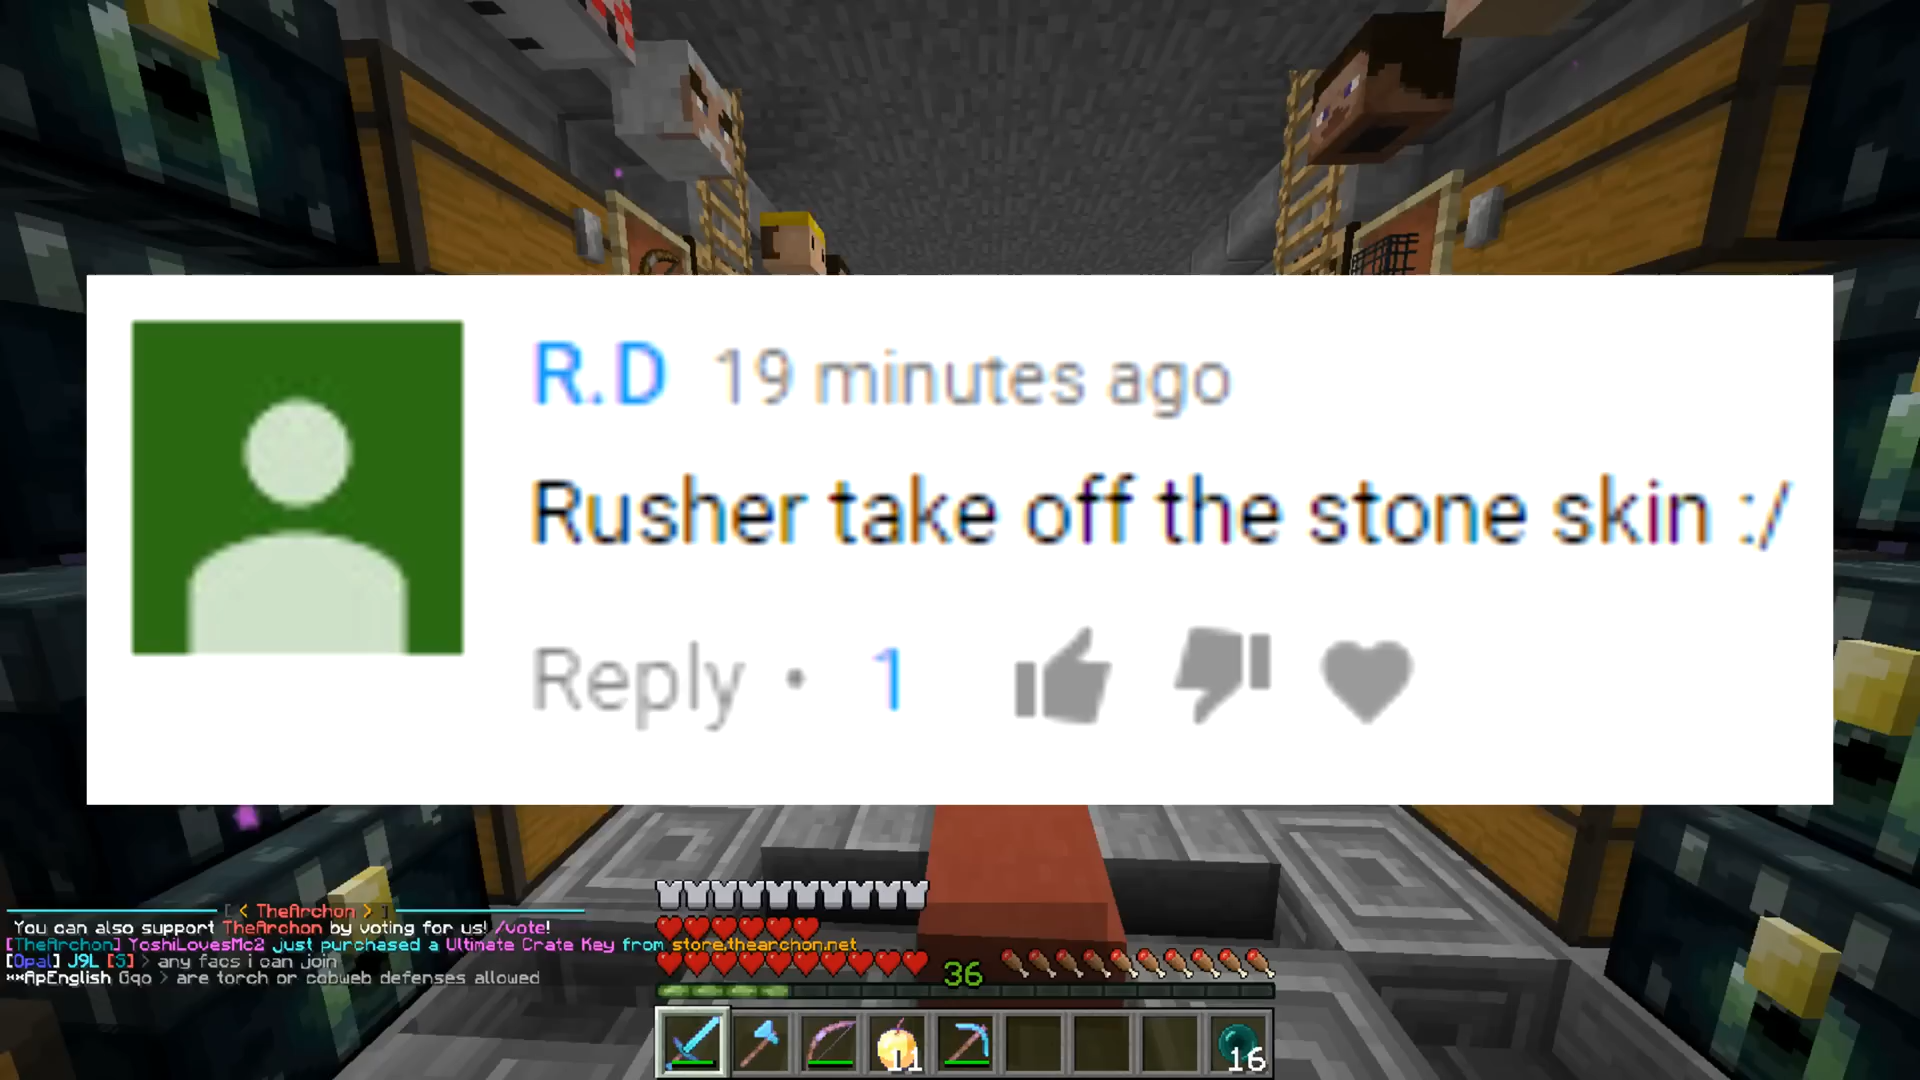 R.D 19 minutes ago
Rusher take off the stone skin :/
Reply • 1
[ < TheArchon > ]
You can also support TheArchon by voting for us! /vote!
[TheArchon] YoshiLovesMc2 just purchased a Ultimate Crate Key from store.thearchon.net
[Opal] J9L [S] > any facs i can join
**ApEnglish Gqo > are torch or cobweb defenses allowed
36
11
16